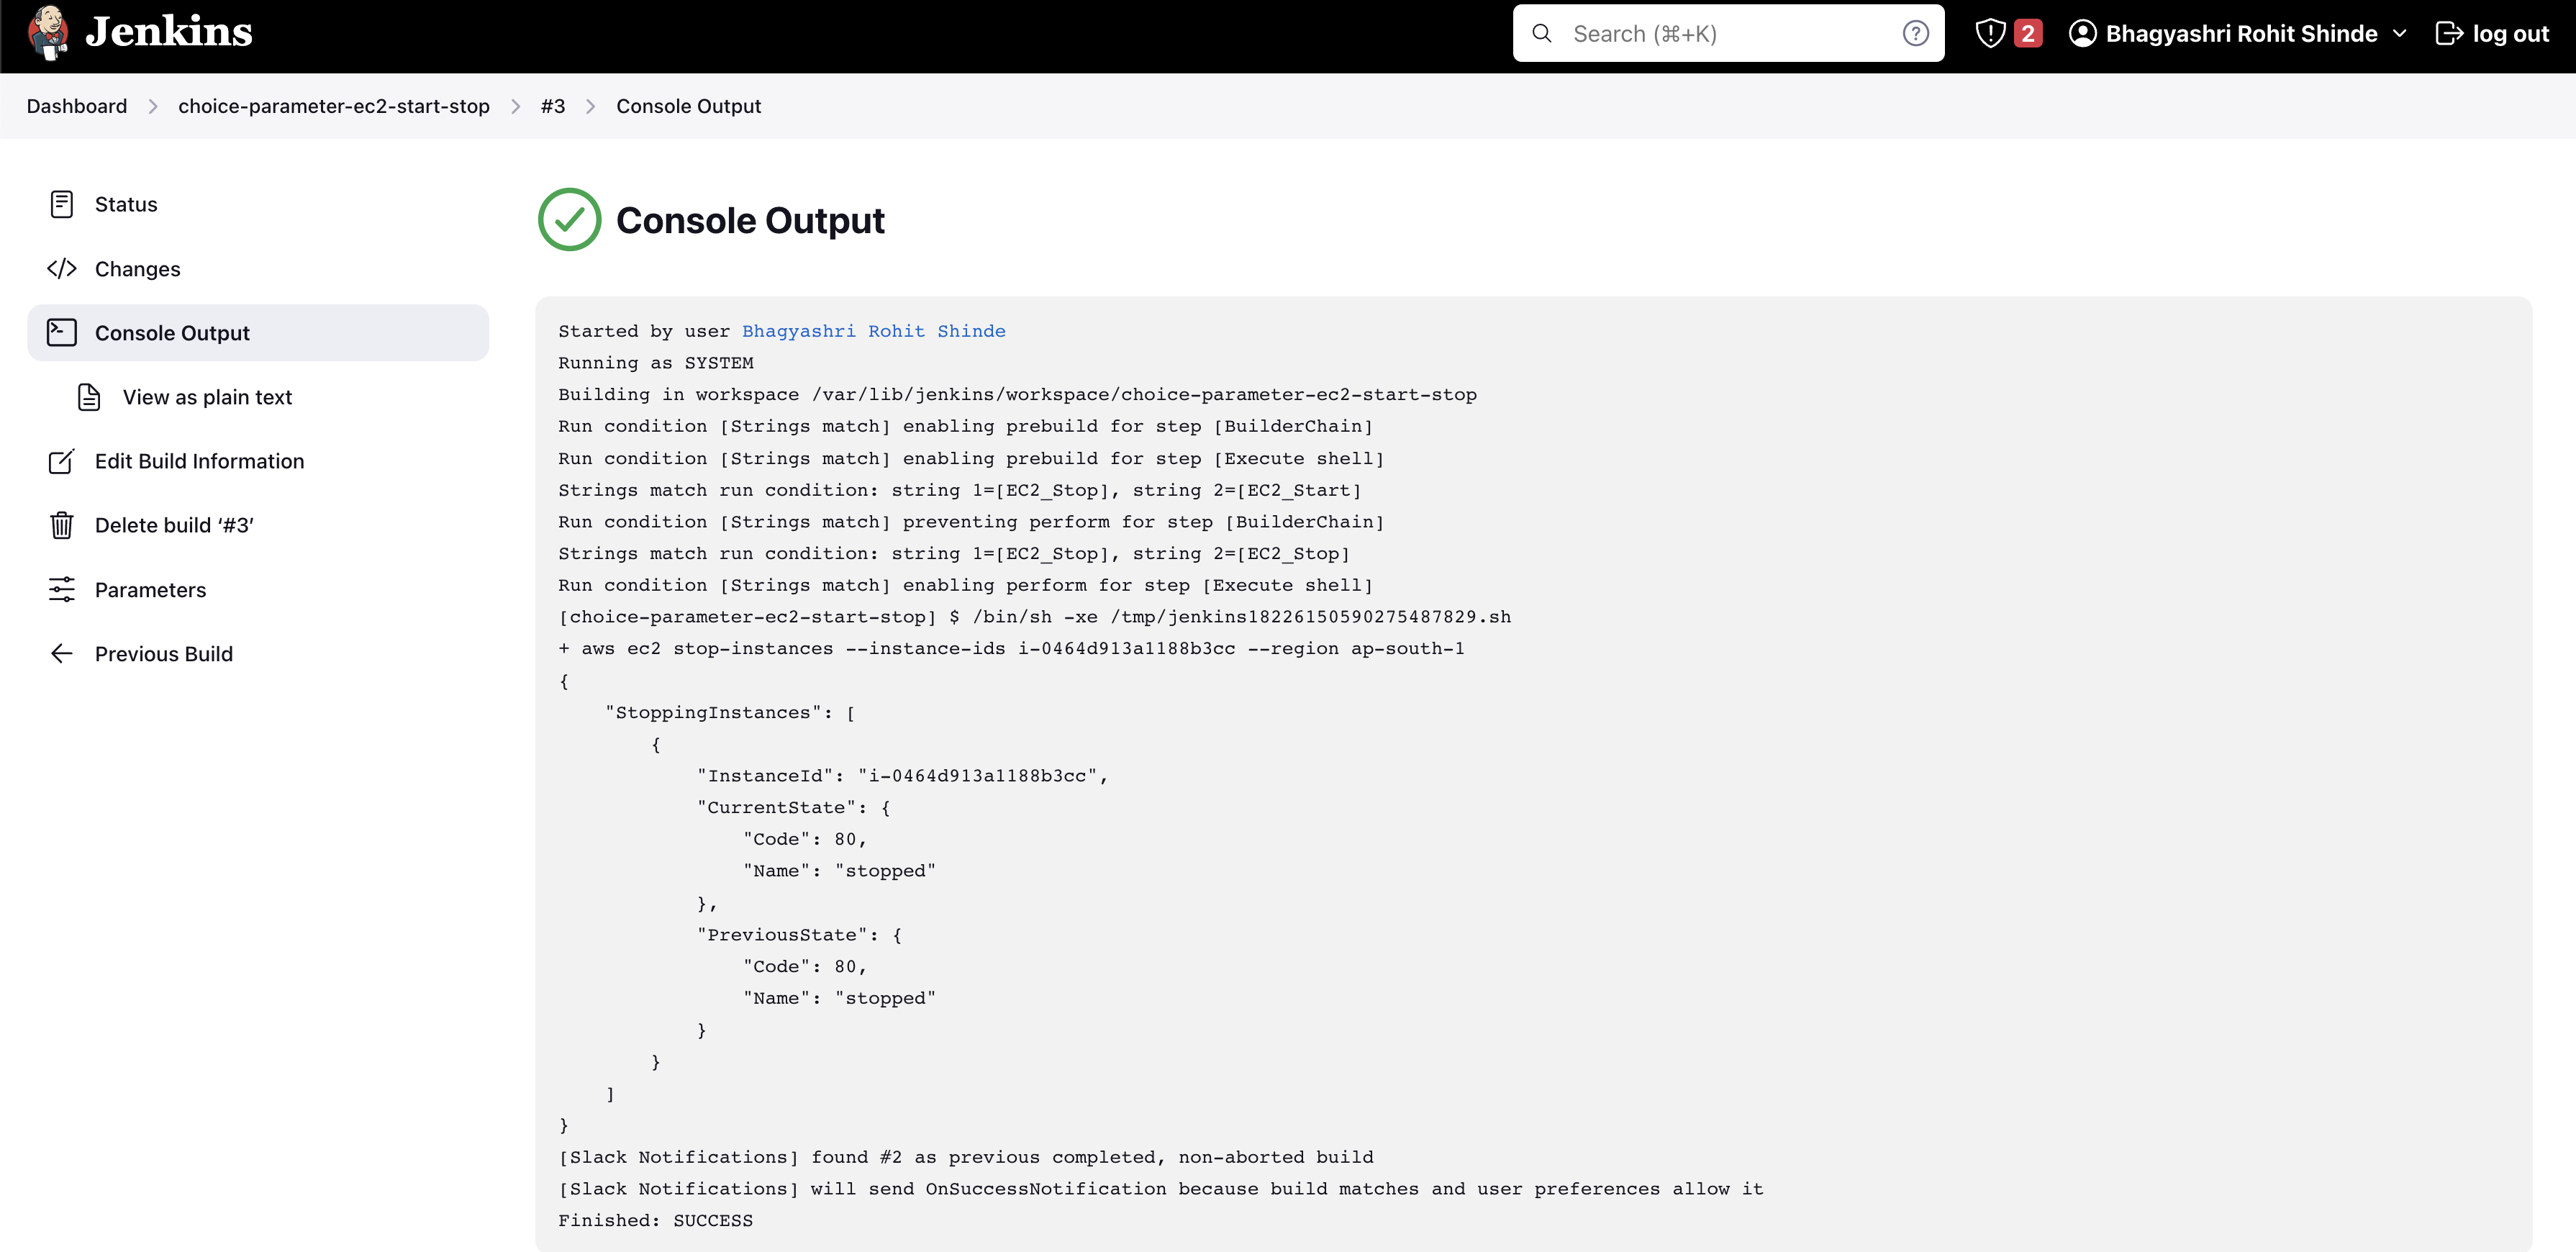 Jenkins
Search (⌘+K)
2
Bhagyashri Rohit Shinde
log out
Dashboard > choice-parameter-ec2-start-stop > #3 > Console Output
Status
Changes
Console Output
View as plain text
Edit Build Information
Delete build ‘#3’
Parameters
Previous Build
Console Output
Started by user Bhagyashri Rohit Shinde
Running as SYSTEM
Building in workspace /var/lib/jenkins/workspace/choice-parameter-ec2-start-stop
Run condition [Strings match] enabling prebuild for step [BuilderChain]
Run condition [Strings match] enabling prebuild for step [Execute shell]
Strings match run condition: string 1=[EC2_Stop], string 2=[EC2_Start]
Run condition [Strings match] preventing perform for step [BuilderChain]
Strings match run condition: string 1=[EC2_Stop], string 2=[EC2_Stop]
Run condition [Strings match] enabling perform for step [Execute shell]
[choice-parameter-ec2-start-stop] $ /bin/sh -xe /tmp/jenkins18226150590275487829.sh
+ aws ec2 stop-instances --instance-ids i-0464d913a1188b3cc --region ap-south-1
{
    "StoppingInstances": [
        {
            "InstanceId": "i-0464d913a1188b3cc",
            "CurrentState": {
                "Code": 80,
                "Name": "stopped"
            },
            "PreviousState": {
                "Code": 80,
                "Name": "stopped"
            }
        }
    ]
}
[Slack Notifications] found #2 as previous completed, non-aborted build
[Slack Notifications] will send OnSuccessNotification because build matches and user preferences allow it
Finished: SUCCESS